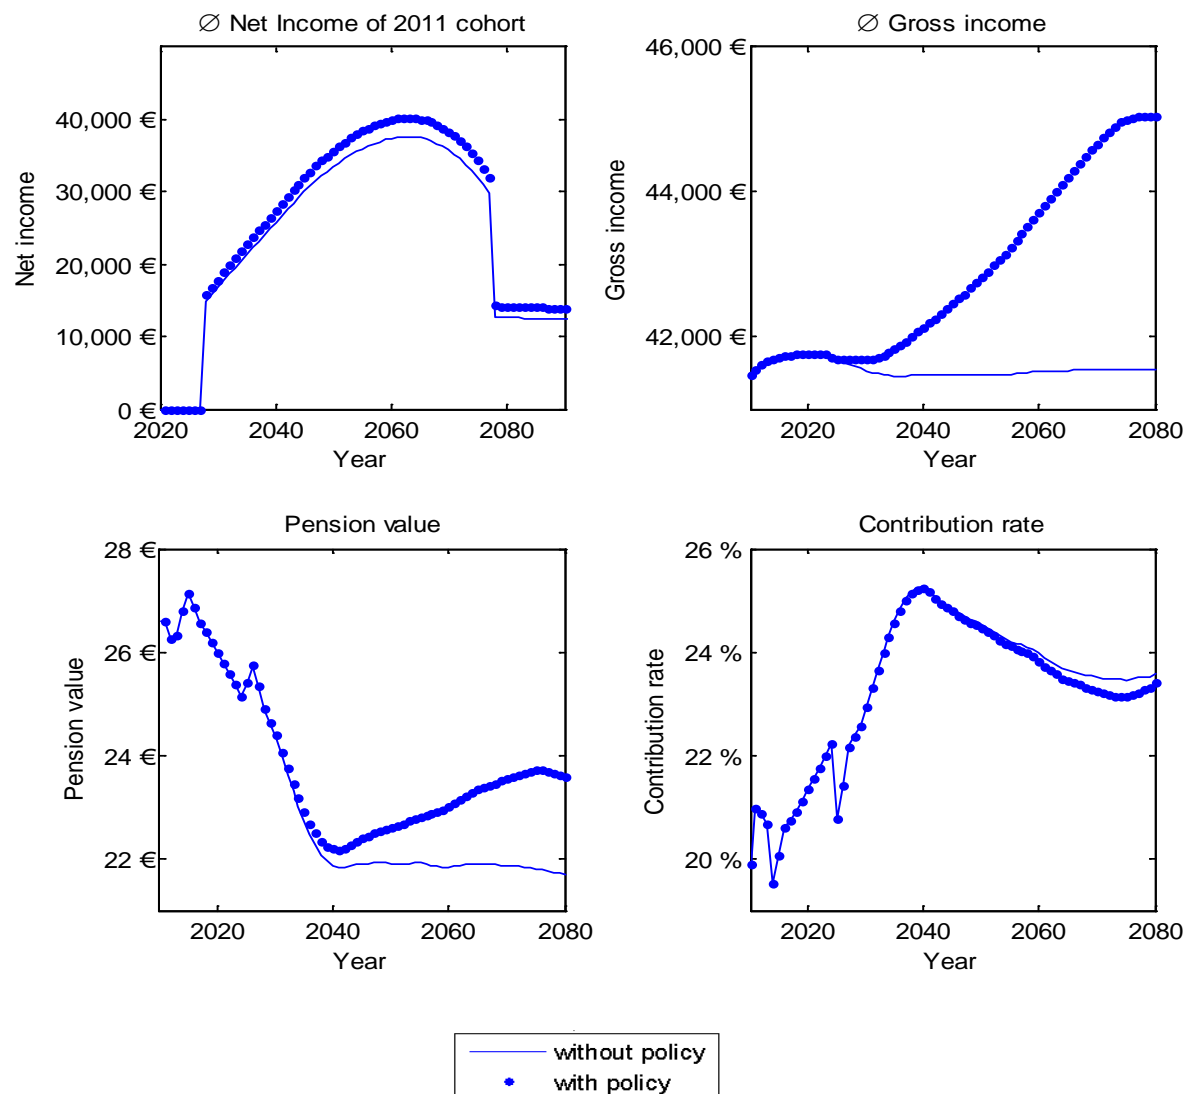 ∅ Net Income of 2011 cohort
Net income
40,000 €
30,000 €
20,000 €
10,000 €
0 €
2020 2040 2060 2080
Year
∅ Gross income
Gross income
46,000 €
44,000 €
42,000 €
2020 2040 2060 2080
Year
Pension value
Pension value
28 €
26 €
24 €
22 €
2020 2040 2060 2080
Year
Contribution rate
Contribution rate
26 %
24 %
22 %
20 %
2020 2040 2060 2080
Year
without policy
with policy